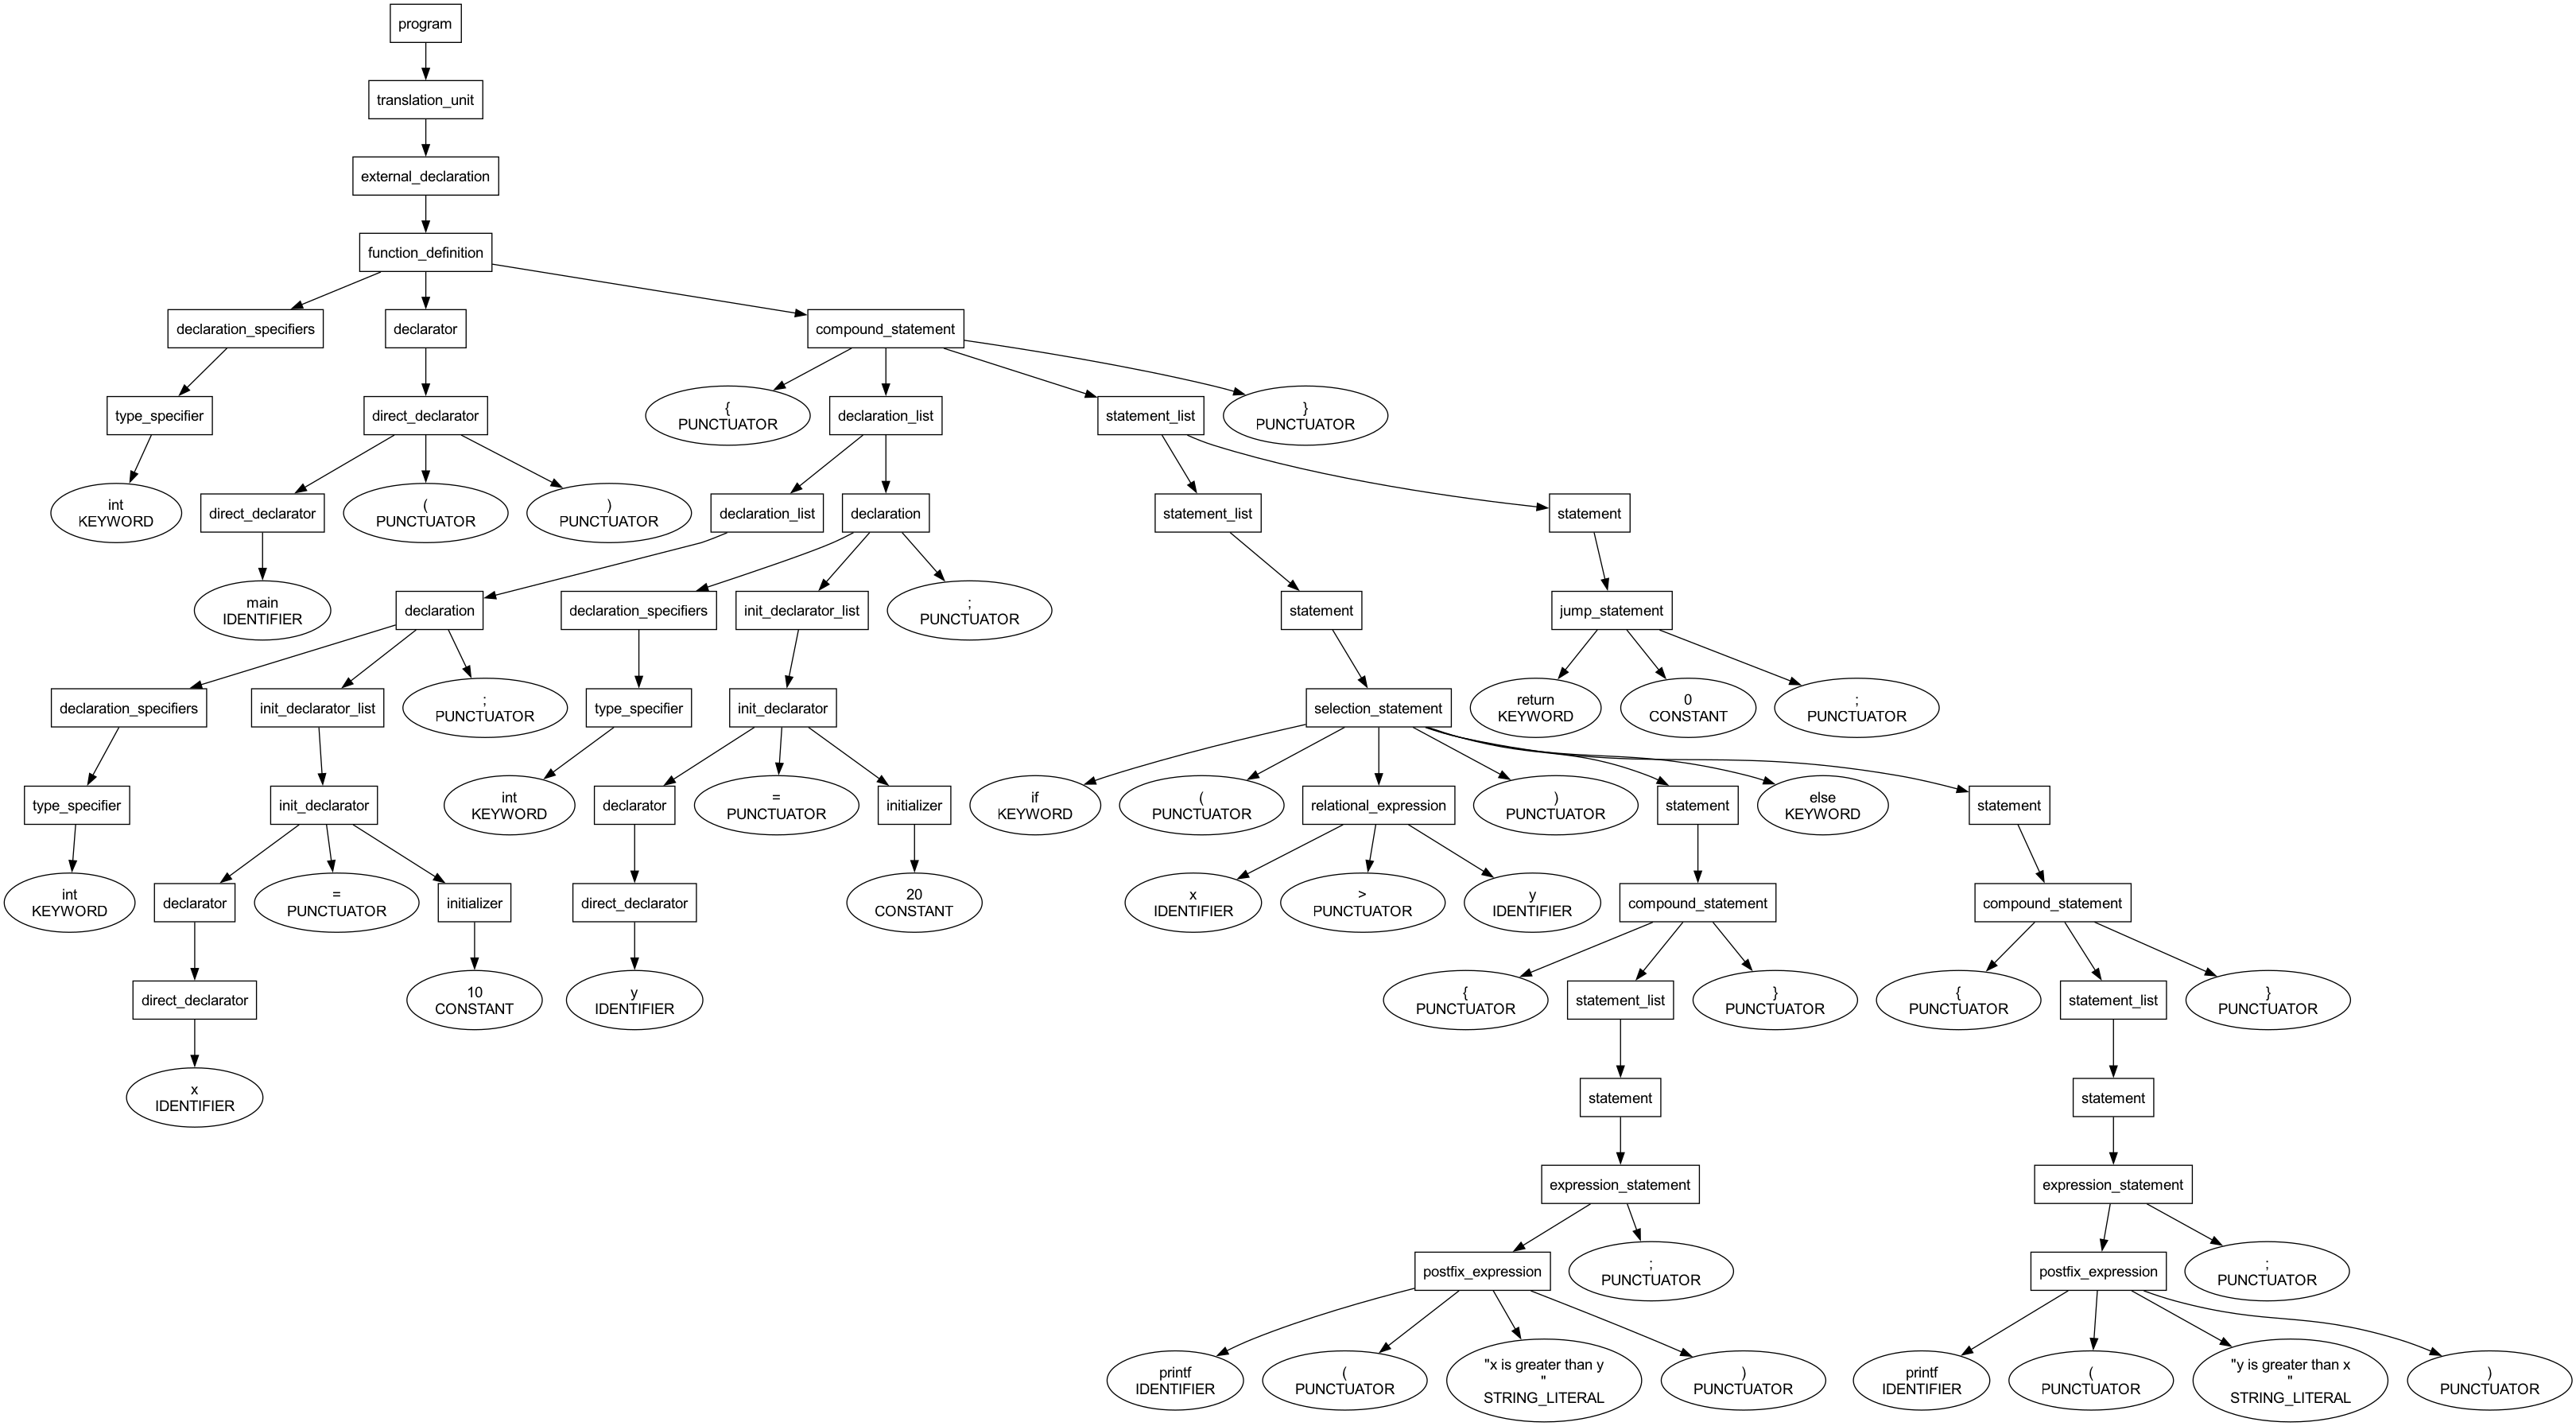 program
translation_unit
external_declaration
function_definition
declaration_specifiers
declarator
compound_statement
type_specifier
direct_declarator
{
PUNCTUATOR
declaration_list
statement_list
}
PUNCTUATOR
int
KEYWORD
direct_declarator
(
PUNCTUATOR
)
PUNCTUATOR
declaration_list
declaration
statement_list
statement
main
IDENTIFIER
declaration
declaration_specifiers
init_declarator_list
;
PUNCTUATOR
statement
jump_statement
declaration_specifiers
init_declarator_list
;
PUNCTUATOR
type_specifier
init_declarator
selection_statement
return
KEYWORD
0
CONSTANT
;
PUNCTUATOR
type_specifier
init_declarator
int
KEYWORD
declarator
=
PUNCTUATOR
initializer
if
KEYWORD
(
PUNCTUATOR
relational_expression
)
PUNCTUATOR
statement
else
KEYWORD
statement
int
KEYWORD
declarator
=
PUNCTUATOR
initializer
direct_declarator
20
CONSTANT
x
IDENTIFIER
>
PUNCTUATOR
y
IDENTIFIER
compound_statement
compound_statement
direct_declarator
10
CONSTANT
y
IDENTIFIER
{
PUNCTUATOR
statement_list
}
PUNCTUATOR
{
PUNCTUATOR
statement_list
}
PUNCTUATOR
x
IDENTIFIER
statement
statement
expression_statement
expression_statement
postfix_expression
;
PUNCTUATOR
postfix_expression
;
PUNCTUATOR
printf
IDENTIFIER
(
PUNCTUATOR
"x is greater than y
"
STRING_LITERAL
)
PUNCTUATOR
printf
IDENTIFIER
(
PUNCTUATOR
"y is greater than x
"
STRING_LITERAL
)
PUNCTUATOR